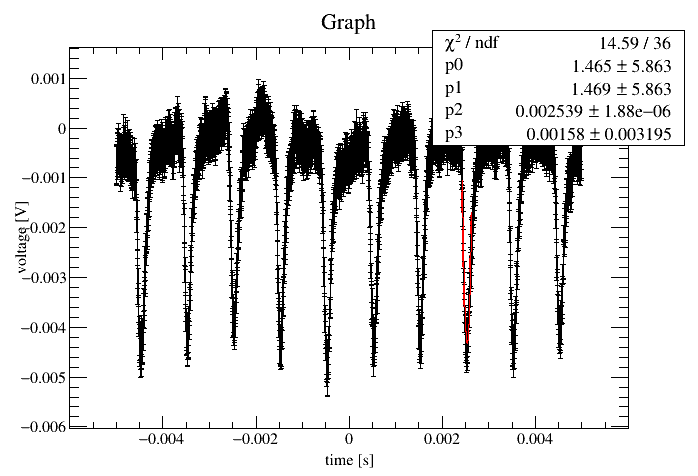 Graph
χ² / ndf 14.59 / 36
p0 1.465 ± 5.863
p1 1.469 ± 5.863
p2 0.002539 ± 1.88e−06
p3 0.00158 ± 0.003195
0.001
0
−0.001
−0.002
−0.003
−0.004
−0.005
−0.006
voltage [V]
−0.004 −0.002 0 0.002 0.004
time [s]